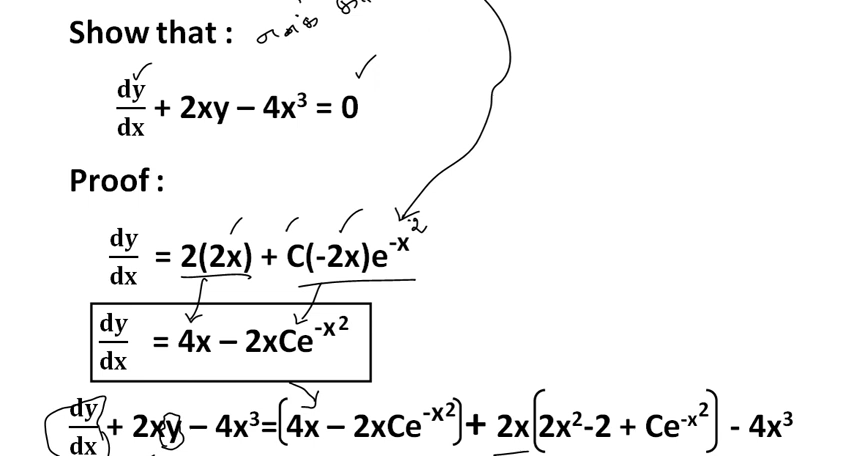 Show that :
dy/dx + 2xy – 4x³ = 0
Proof :
dy/dx = 2(2x) + C(-2x)e^-x²
dy/dx = 4x – 2xCe^-x²
dy/dx + 2xy – 4x³=[4x – 2xCe^-x²]+ 2x[2x²-2 + Ce^-x²] - 4x³